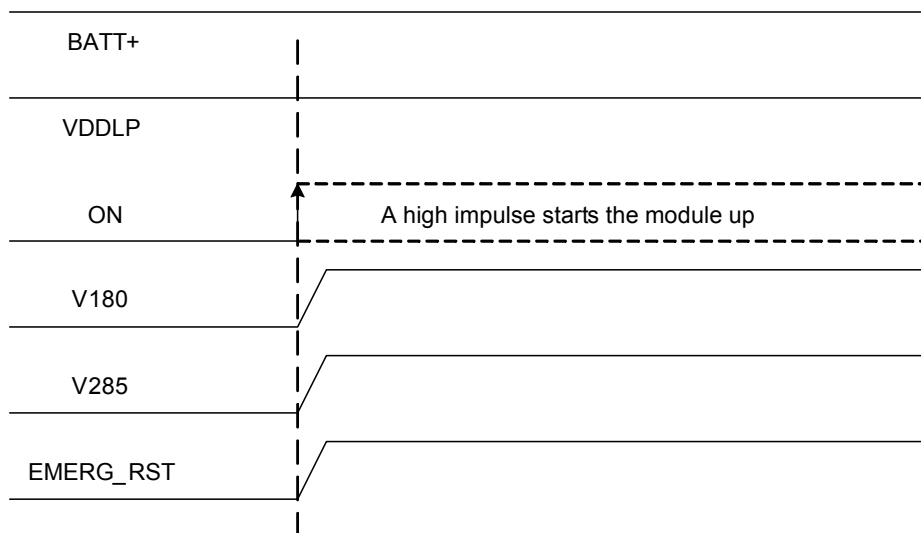 BATT+
VDDLP
ON
A high impulse starts the module up
V180
V285
EMERG_RST